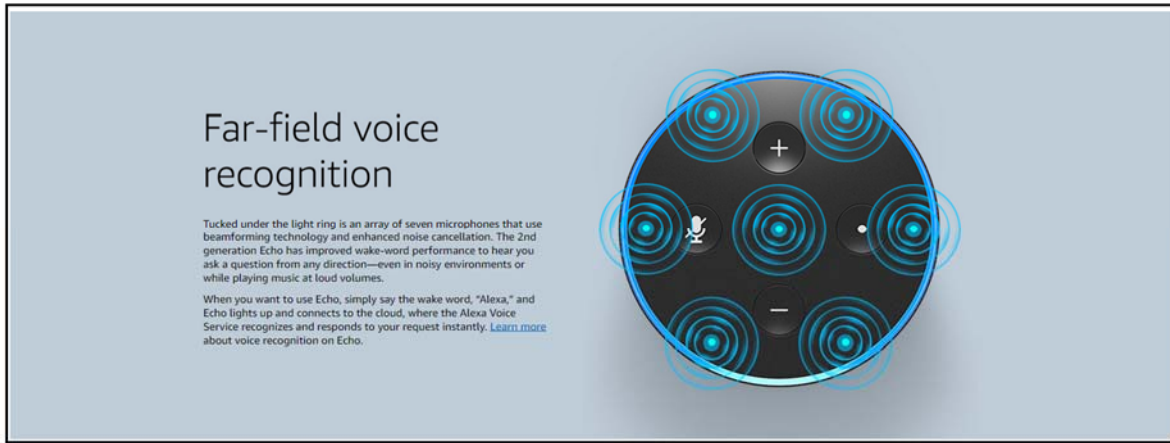 Far-field voice
recognition
Tucked under the light ring is an array of seven microphones that use
beamforming technology and enhanced noise cancellation. The 2nd
generation Echo has improved wake-word performance to hear you
ask a question from any direction—even in noisy environments or
while playing music at loud volumes.
When you want to use Echo, simply say the wake word, “Alexa,” and
Echo lights up and connects to the cloud, where the Alexa Voice
Service recognizes and responds to your request instantly. Learn more
about voice recognition on Echo.